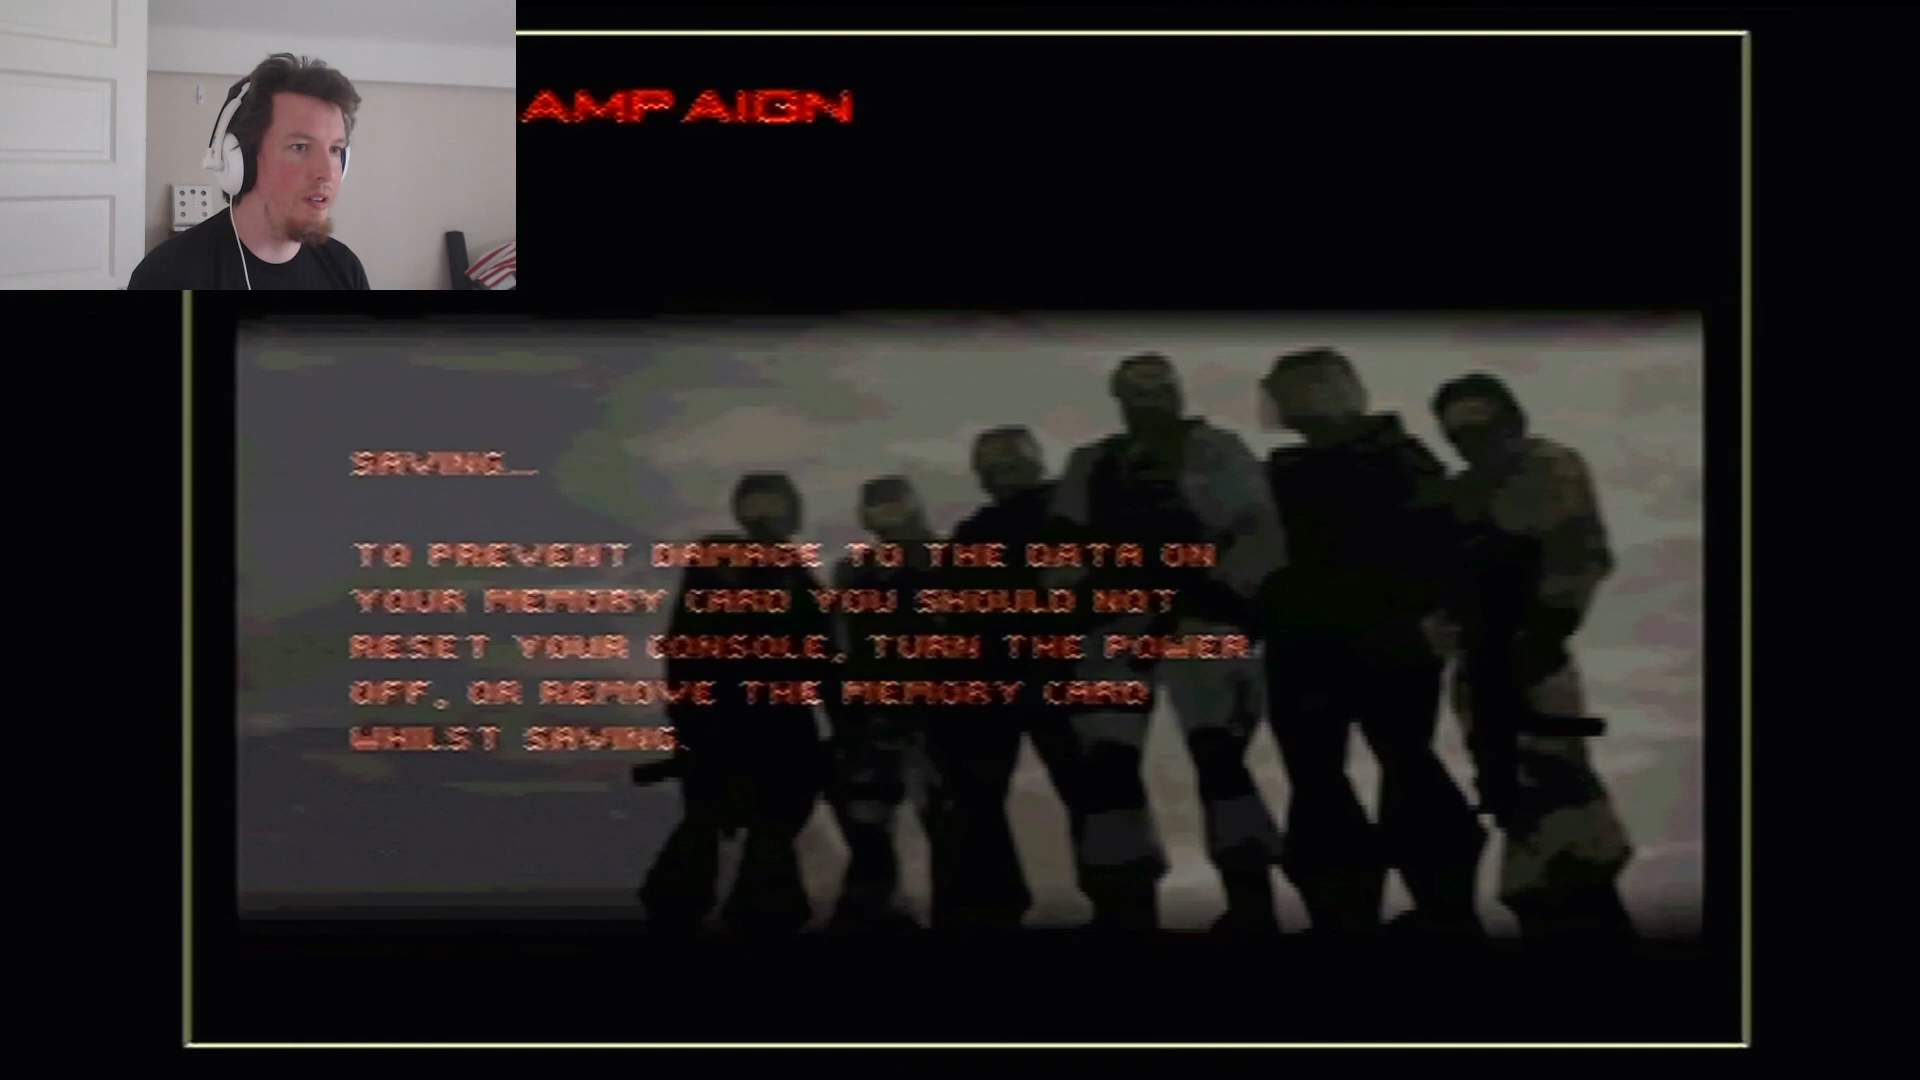 AMPAIGN
SAVING...
TO PREVENT DAMAGE TO THE DATA ON
YOUR MEMORY CARD YOU SHOULD NOT
RESET YOUR CONSOLE, TURN THE POWER
OFF, OR REMOVE THE MEMORY CARD
WHILST SAVING.